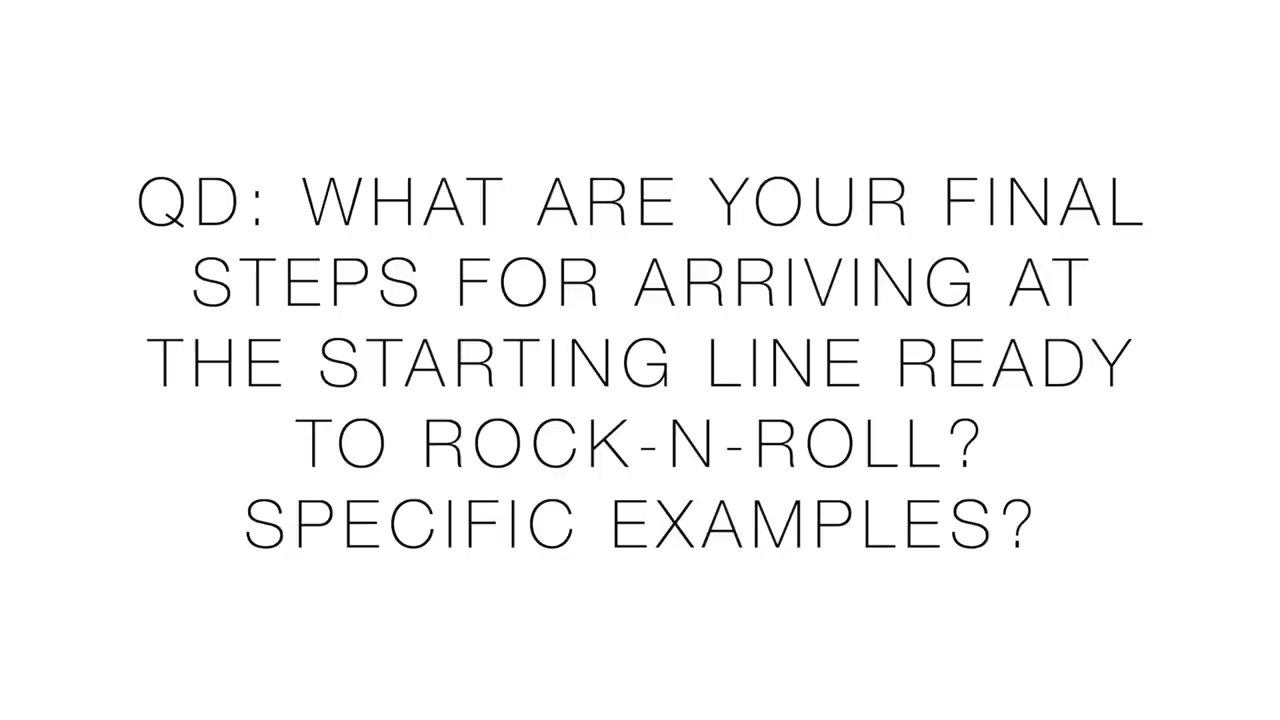 QD: WHAT ARE YOUR FINAL
STEPS FOR ARRIVING AT
THE STARTING LINE READY
TO ROCK-N-ROLL?
SPECIFIC EXAMPLES?